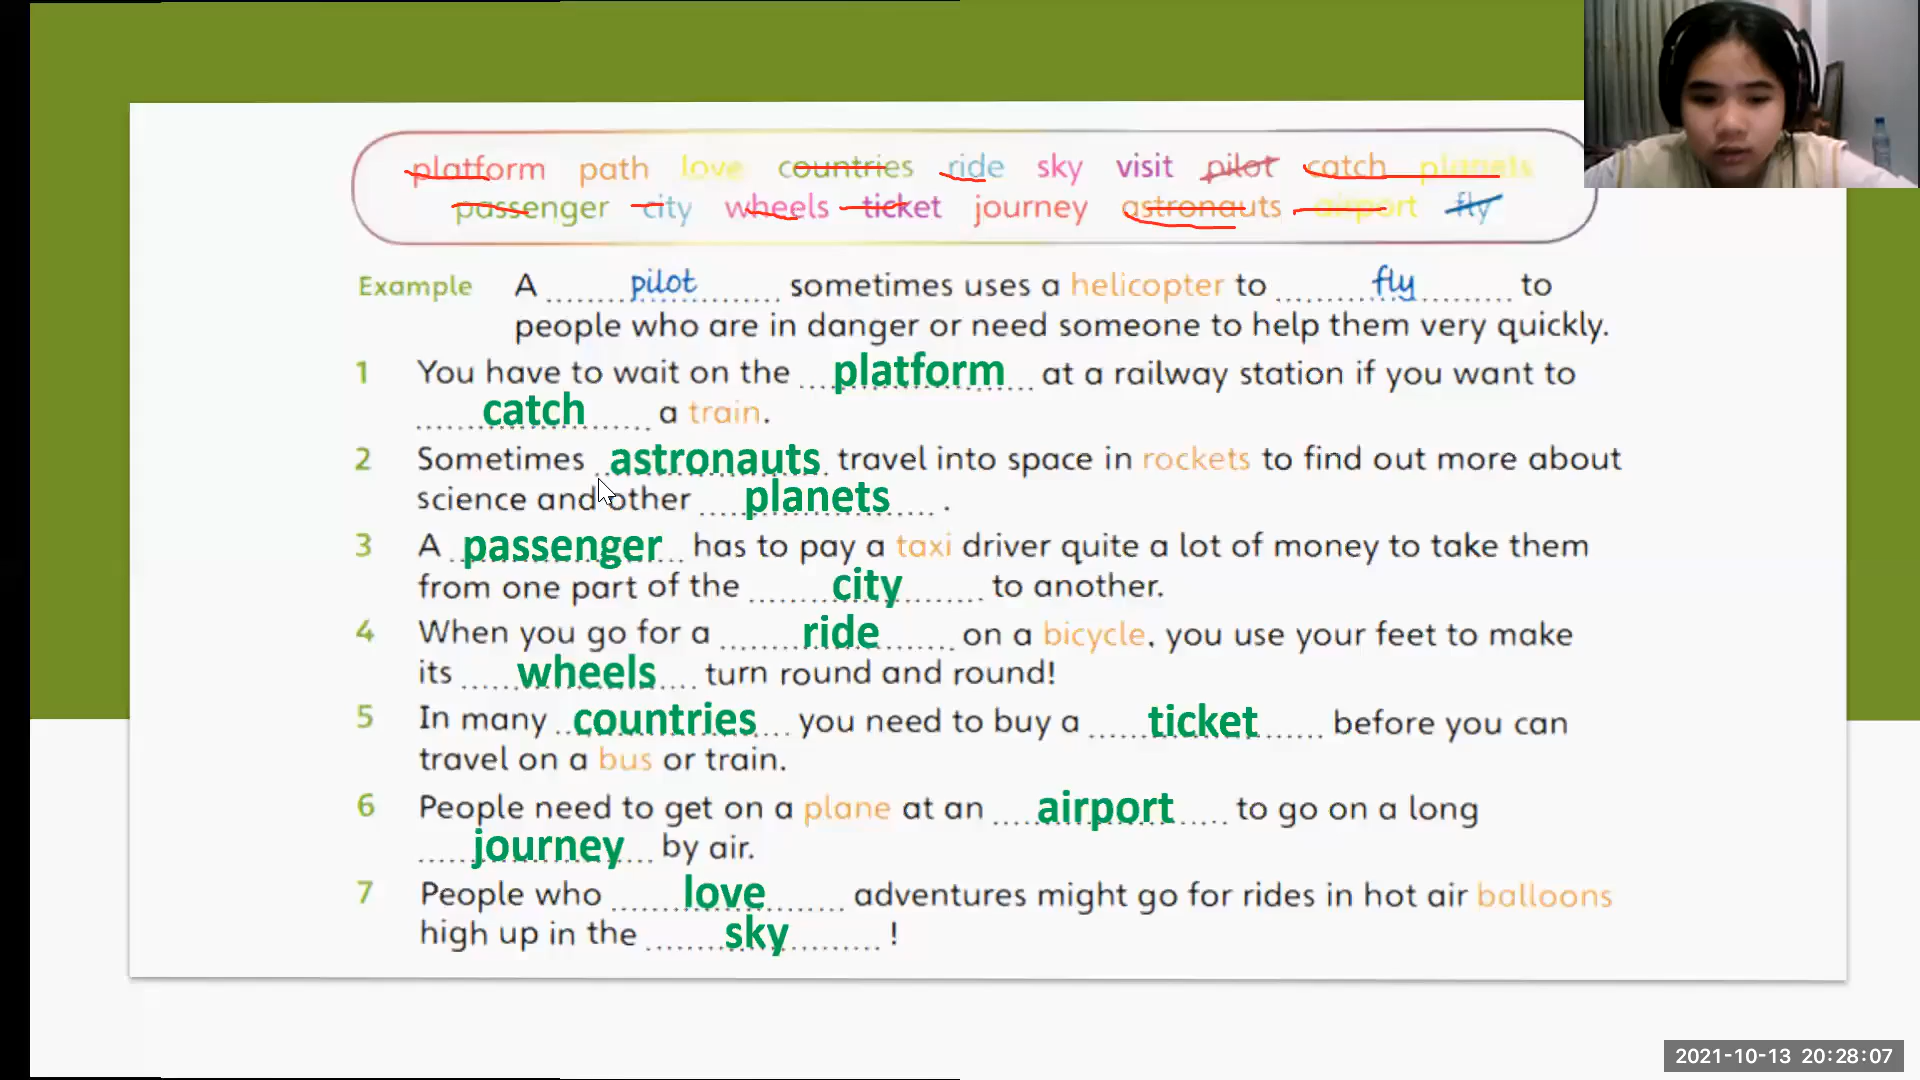 platform path love countries ride sky visit pilot catch planets
passenger city wheels ticket journey astronauts airport fly
Example A pilot sometimes uses a helicopter to fly to
people who are in danger or need someone to help them very quickly.
1 You have to wait on the platform at a railway station if you want to
catch a train.
2 Sometimes astronauts travel into space in rockets to find out more about
science and other planets.
3 A passenger has to pay a taxi driver quite a lot of money to take them
from one part of the city to another.
4 When you go for a ride on a bicycle, you use your feet to make
its wheels turn round and round!
5 In many countries you need to buy a ticket before you can
travel on a bus or train.
6 People need to get on a plane at an airport to go on a long
journey by air.
7 People who love adventures might go for rides in hot air balloons
high up in the sky !
2021-10-13 20:28:07